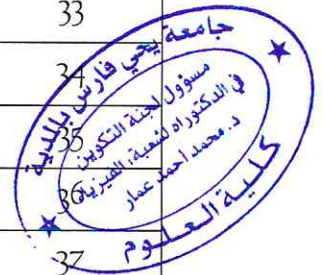 33
34
35
36
37
جامعة يحي فارس بالمدية
مسؤول لجنة التكوين
في الدكتوراه لشعبة: الفيزياء
د. محمد احمد عمار
كلية العلوم